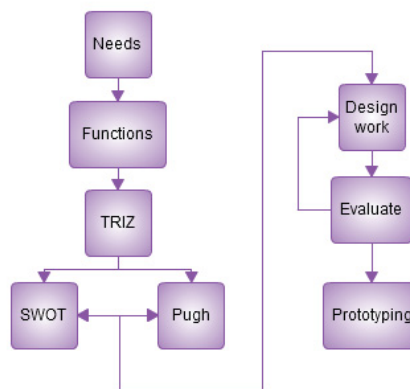 Needs
Functions
TRIZ
SWOT
Pugh
Design
work
Evaluate
Prototyping